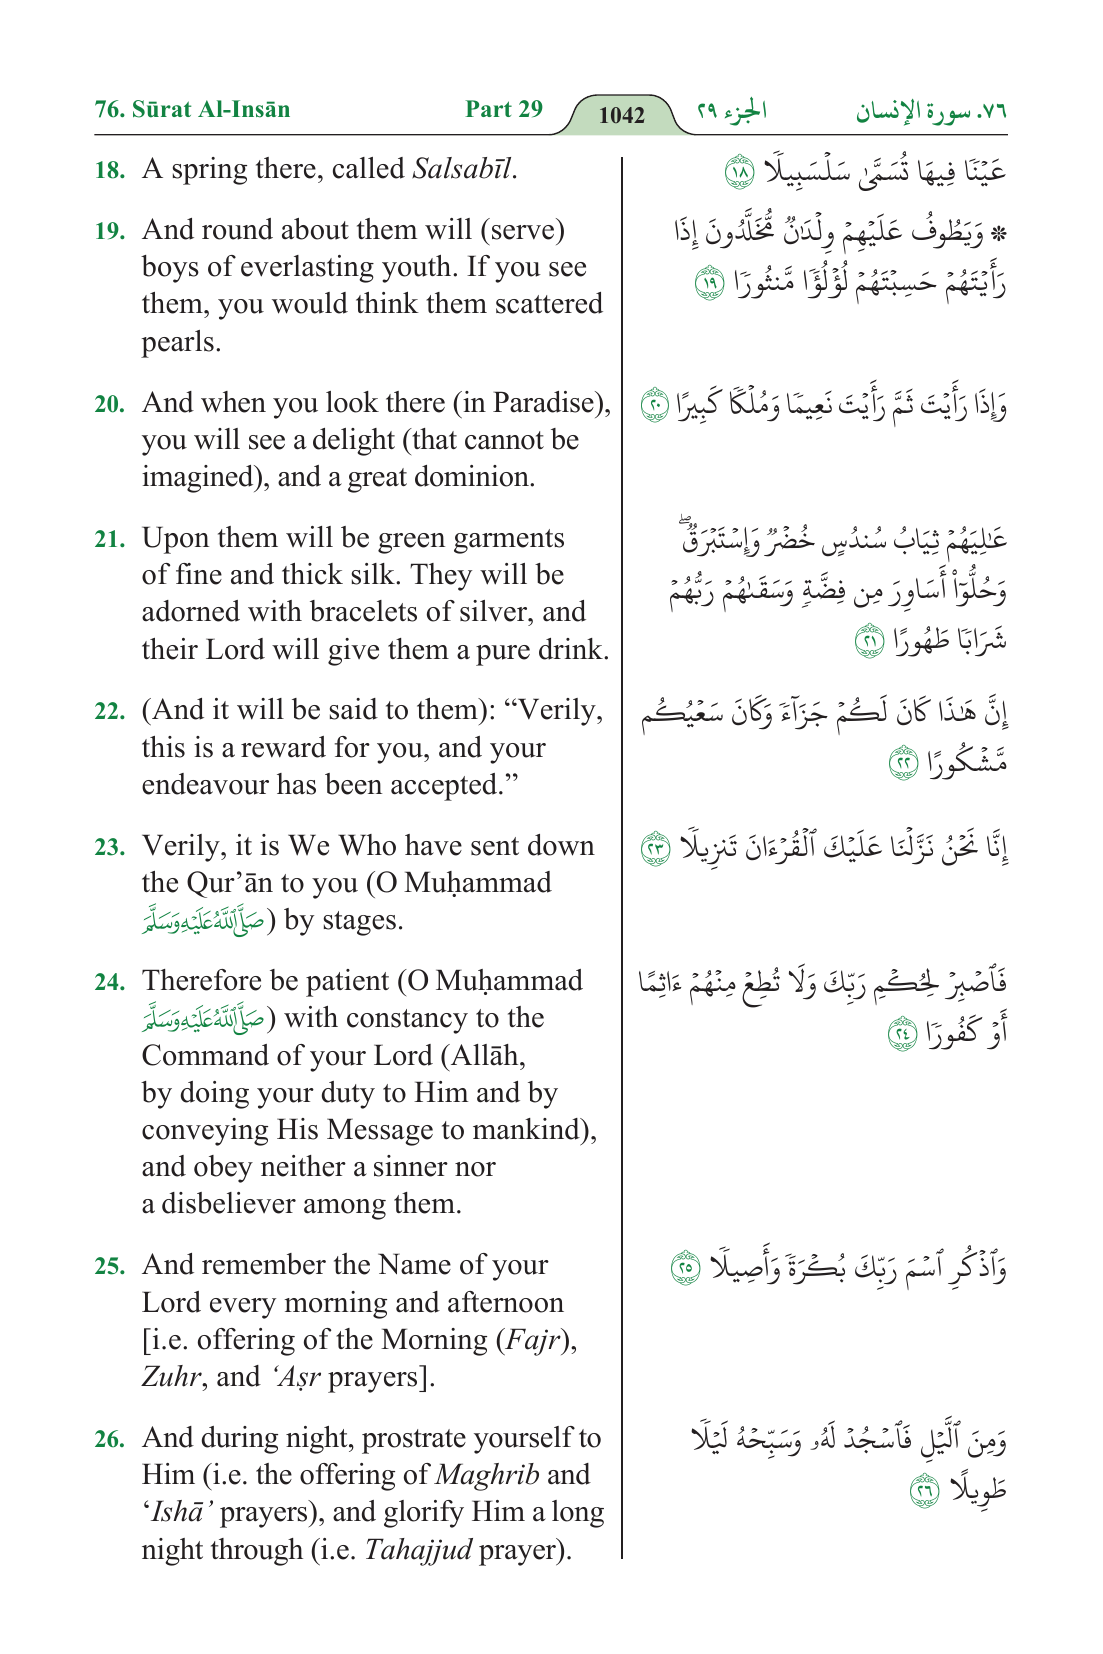 76. Sūrat Al-Insān Part 29 1042 الجزء ٢٩ ٧٦. سورة الإنسان
18. A spring there, called Salsabīl.
19. And round about them will (serve)
boys of everlasting youth. If you see
them, you would think them scattered
pearls.
20. And when you look there (in Paradise),
you will see a delight (that cannot be
imagined), and a great dominion.
21. Upon them will be green garments
of fine and thick silk. They will be
adorned with bracelets of silver, and
their Lord will give them a pure drink.
22. (And it will be said to them): “Verily,
this is a reward for you, and your
endeavour has been accepted.”
23. Verily, it is We Who have sent down
the Qur’ān to you (O Muḥammad
صَلَّى ٱللَّهُ عَلَيْهِ وَسَلَّمَ) by stages.
24. Therefore be patient (O Muḥammad
صَلَّى ٱللَّهُ عَلَيْهِ وَسَلَّمَ) with constancy to the
Command of your Lord (Allāh,
by doing your duty to Him and by
conveying His Message to mankind),
and obey neither a sinner nor
a disbeliever among them.
25. And remember the Name of your
Lord every morning and afternoon
[i.e. offering of the Morning (Fajr),
Zuhr, and ‘Aṣr prayers].
26. And during night, prostrate yourself to
Him (i.e. the offering of Maghrib and
‘Ishā’ prayers), and glorify Him a long
night through (i.e. Tahajjud prayer).
عَيۡنٗا فِيهَا تُسَمَّىٰ سَلۡسَبِيلٗا ١٨
۞ وَيَطُوفُ عَلَيۡهِمۡ وِلۡدَٰنٞ مُّخَلَّدُونَ إِذَا
رَأَيۡتَهُمۡ حَسِبۡتَهُمۡ لُؤۡلُؤٗا مَّنثُورٗا ١٩
وَإِذَا رَأَيۡتَ ثَمَّ رَأَيۡتَ نَعِيمٗا وَمُلۡكٗا كَبِيرًا ٢٠
عَٰلِيَهُمۡ ثِيَابُ سُندُسٍ خُضۡرٞ وَإِسۡتَبۡرَقٞۖ
وَحُلُّوٓاْ أَسَاوِرَ مِن فِضَّةٖ وَسَقَىٰهُمۡ رَبُّهُمۡ
شَرَابٗا طَهُورًا ٢١
إِنَّ هَٰذَا كَانَ لَكُمۡ جَزَآءٗ وَكَانَ سَعۡيُكُم
مَّشۡكُورًا ٢٢
إِنَّا نَحۡنُ نَزَّلۡنَا عَلَيۡكَ ٱلۡقُرۡءَانَ تَنزِيلٗا ٢٣
فَٱصۡبِرۡ لِحُكۡمِ رَبِّكَ وَلَا تُطِعۡ مِنۡهُمۡ ءَاثِمًا
أَوۡ كَفُورٗا ٢٤
وَٱذۡكُرِ ٱسۡمَ رَبِّكَ بُكۡرَةٗ وَأَصِيلٗا ٢٥
وَمِنَ ٱلَّيۡلِ فَٱسۡجُدۡ لَهُۥ وَسَبِّحۡهُ لَيۡلٗا
طَوِيلًا ٢٦